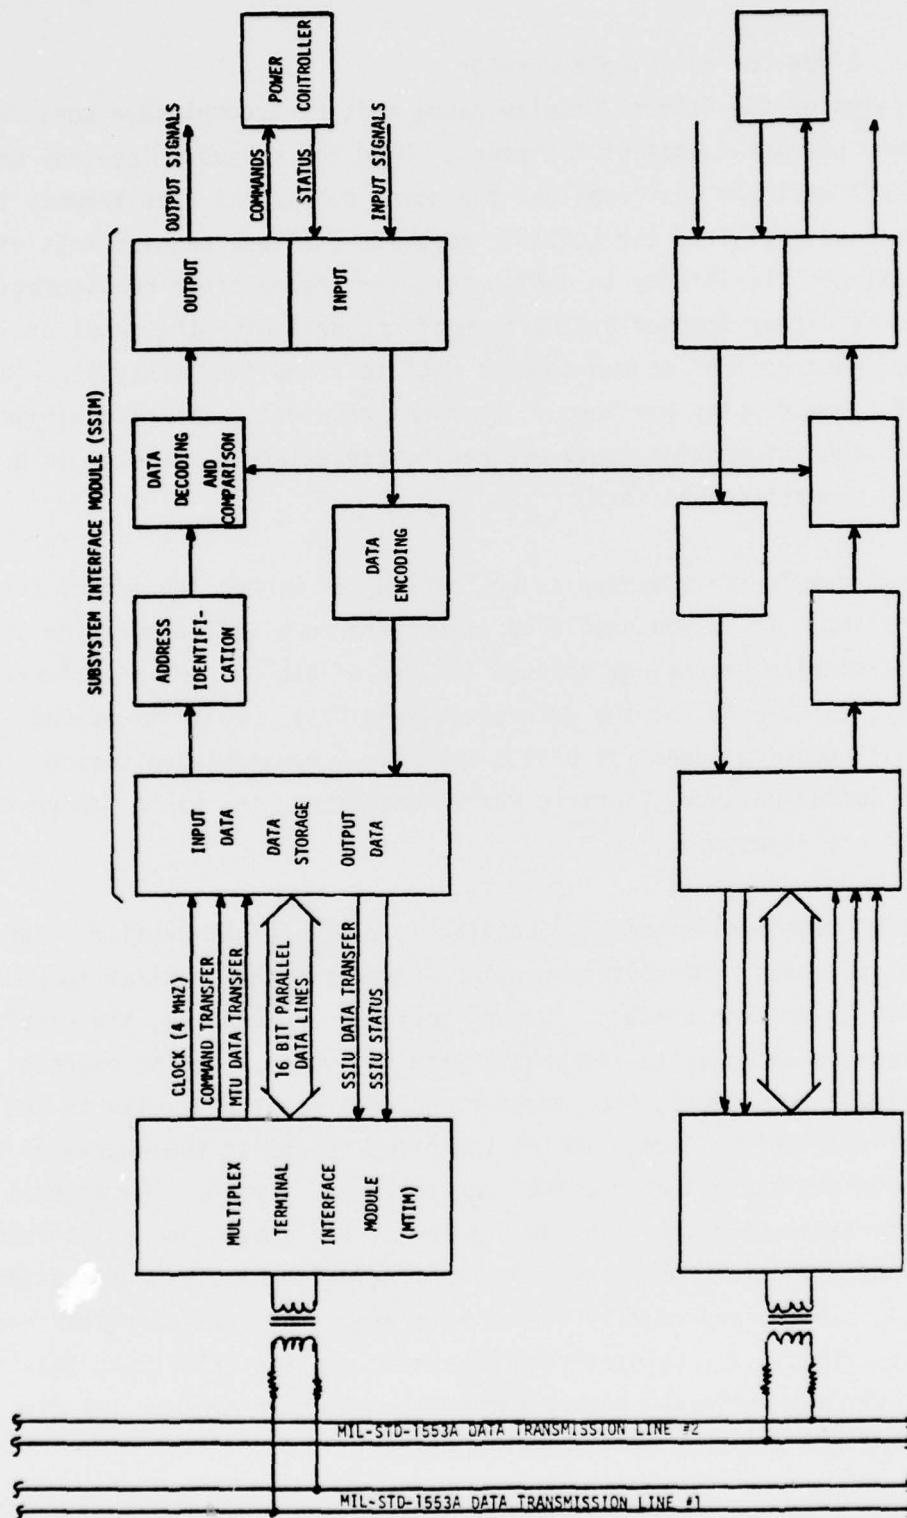 SUBSYSTEM INTERFACE MODULE (SSIM)
MULTIPLEX
TERMINAL
INTERFACE
MODULE
(MTIM)
CLOCK (4 MHZ)
COMMAND TRANSFER
MTU DATA TRANSFER
16 BIT PARALLEL
DATA LINES
SSIU DATA TRANSFER
SSIU STATUS
INPUT
DATA
DATA
STORAGE
OUTPUT
DATA
ADDRESS
IDENTIFI-
CATION
DATA
DECODING
AND
COMPARISON
DATA
ENCODING
OUTPUT
INPUT
OUTPUT SIGNALS
COMMANDS
STATUS
INPUT SIGNALS
POWER
CONTROLLER
MIL-STD-1553A DATA TRANSMISSION LINE #2
MIL-STD-1553A DATA TRANSMISSION LINE #1